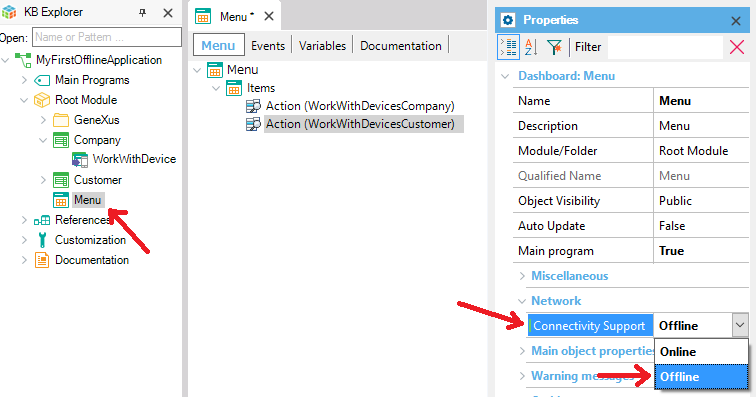 KB Explorer
Open: Name or Pattern ...
MyFirstOfflineApplication
Main Programs
Root Module
GeneXus
Company
WorkWithDevice
Customer
Menu
References
Customization
Documentation
Menu *
Menu Events Variables Documentation
Menu
Items
Action (WorkWithDevicesCompany)
Action (WorkWithDevicesCustomer)
Properties
Filter
Dashboard: Menu
Name Menu
Description Menu
Module/Folder Root Module
Qualified Name Menu
Object Visibility Public
Auto Update False
Main program True
Miscellaneous
Network
Connectivity Support Offline
Online
Main object properties
Offline
Warning messages